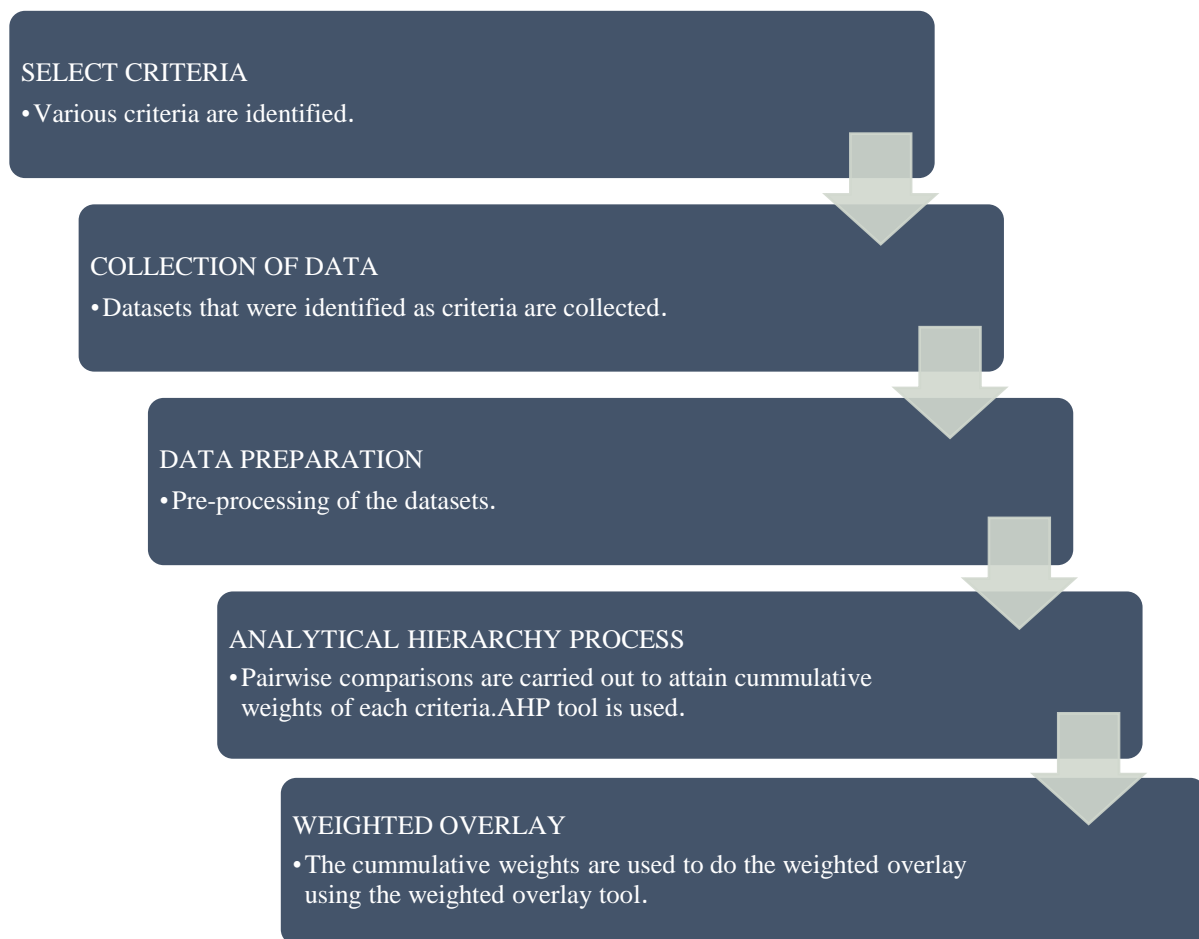 SELECT CRITERIA
•Various criteria are identified.
COLLECTION OF DATA
•Datasets that were identified as criteria are collected.
DATA PREPARATION
•Pre-processing of the datasets.
ANALYTICAL HIERARCHY PROCESS
•Pairwise comparisons are carried out to attain cummulative
weights of each criteria.AHP tool is used.
WEIGHTED OVERLAY
•The cummulative weights are used to do the weighted overlay
using the weighted overlay tool.